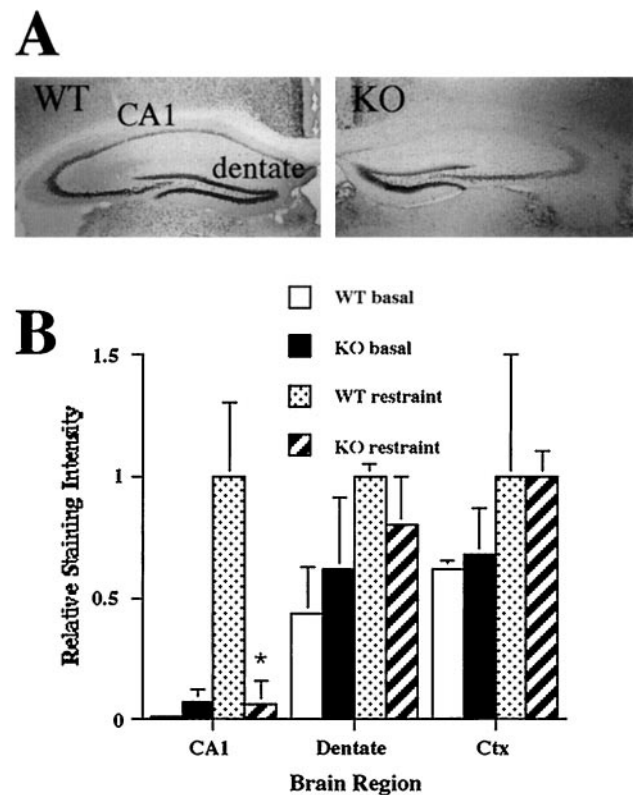 A
WT
CA1
dentate
KO
B
WT basal
KO basal
WT restraint
KO restraint
Relative Staining Intensity
1.5
1
0.5
0
*
CA1 Dentate Ctx
Brain Region